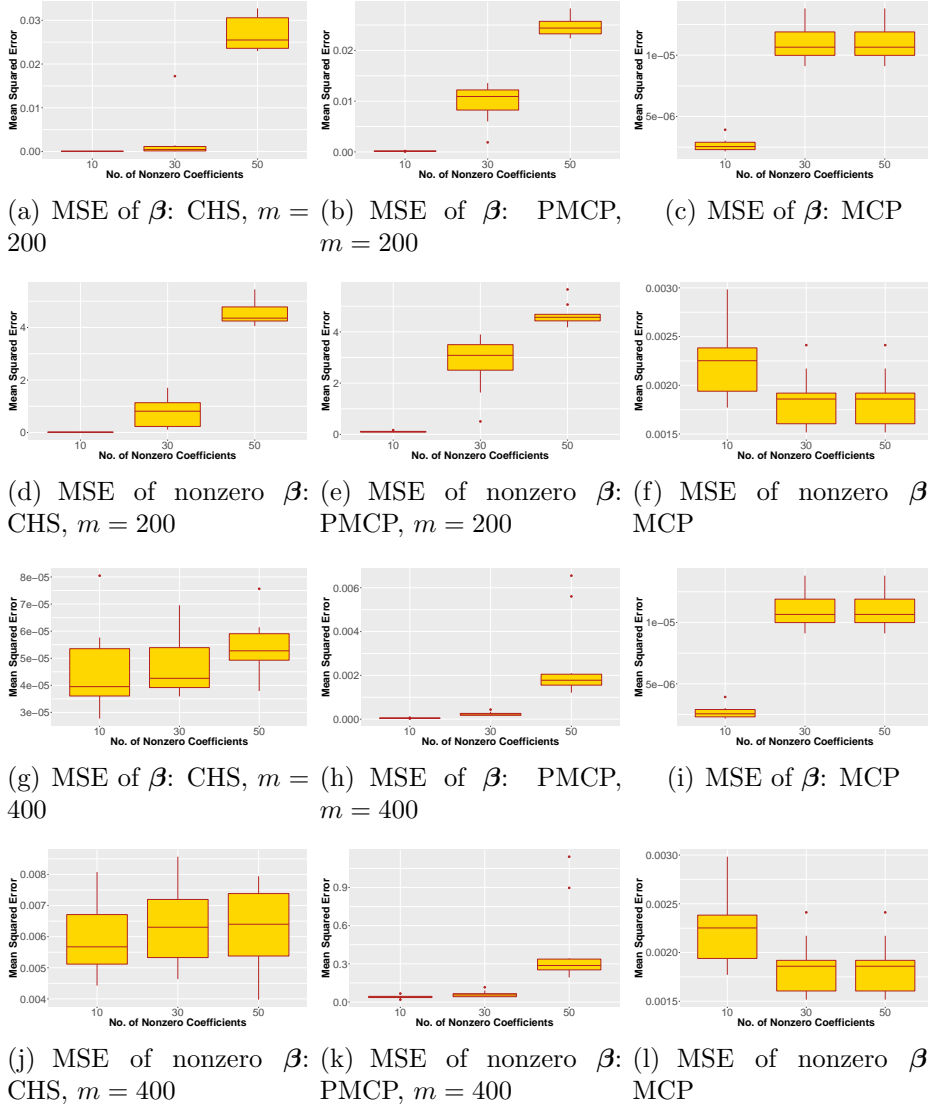 Mean Squared Error
0.03
0.02
0.01
0.00
10
30
50
No. of Nonzero Coefficients
Mean Squared Error
0.02
0.01
0.00
10
30
50
No. of Nonzero Coefficients
Mean Squared Error
1e−05
5e−06
10
30
50
No. of Nonzero Coefficients
(a) MSE of β: CHS, m =
200
(b) MSE of β: PMCP,
m = 200
(c) MSE of β: MCP
Mean Squared Error
4
2
0
10
30
50
No. of Nonzero Coefficients
Mean Squared Error
4
2
0
10
30
50
No. of Nonzero Coefficients
Mean Squared Error
0.0030
0.0025
0.0020
0.0015
10
30
50
No. of Nonzero Coefficients
(d) MSE of nonzero β:
CHS, m = 200
(e) MSE of nonzero β:
PMCP, m = 200
(f) MSE of nonzero β
MCP
Mean Squared Error
8e−05
7e−05
6e−05
5e−05
4e−05
3e−05
10
30
50
No. of Nonzero Coefficients
Mean Squared Error
0.006
0.004
0.002
0.000
10
30
50
No. of Nonzero Coefficients
Mean Squared Error
1e−05
5e−06
10
30
50
No. of Nonzero Coefficients
(g) MSE of β: CHS, m =
400
(h) MSE of β: PMCP,
m = 400
(i) MSE of β: MCP
Mean Squared Error
0.008
0.007
0.006
0.005
0.004
10
30
50
No. of Nonzero Coefficients
Mean Squared Error
0.9
0.6
0.3
0.0
10
30
50
No. of Nonzero Coefficients
Mean Squared Error
0.0030
0.0025
0.0020
0.0015
10
30
50
No. of Nonzero Coefficients
(j) MSE of nonzero β:
CHS, m = 400
(k) MSE of nonzero β:
PMCP, m = 400
(l) MSE of nonzero β
MCP